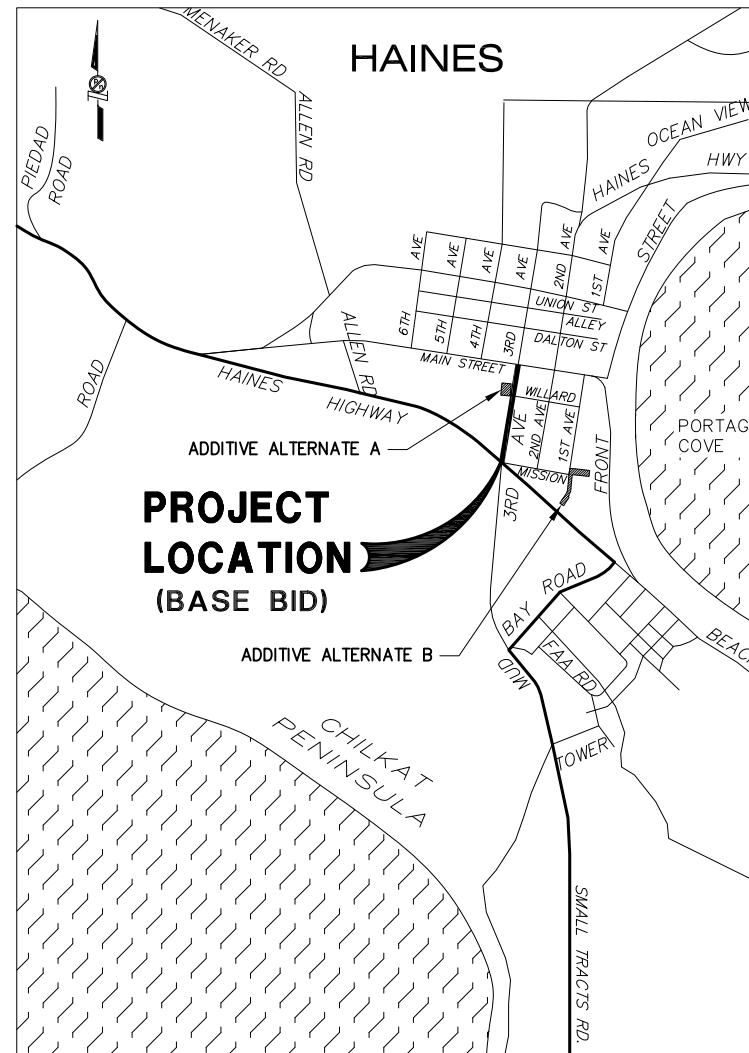 HAINES
MENAKER RD
ALLEN RD
PIEDAD
ROAD
OCEAN VIEW
HAINES
HWY
STREET
AVE
AVE
AVE
AVE
AVE
AVE
6TH
5TH
4TH
3RD
2ND
1ST
UNION ST
ALLEY
DALTON ST
MAIN STREET
ALLEN RD
HAINES
HIGHWAY
ROAD
WILLARD
AVE
2ND AVE
1ST AVE
MISSION
FRONT
PORTAG
COVE
ADDITIVE ALTERNATE A
PROJECT
LOCATION
(BASE BID)
3RD
ADDITIVE ALTERNATE B
BAY ROAD
MUD
FAA RD
BEAC
TOWER
CHILKAT
PENINSULA
SMALL TRACTS RD.